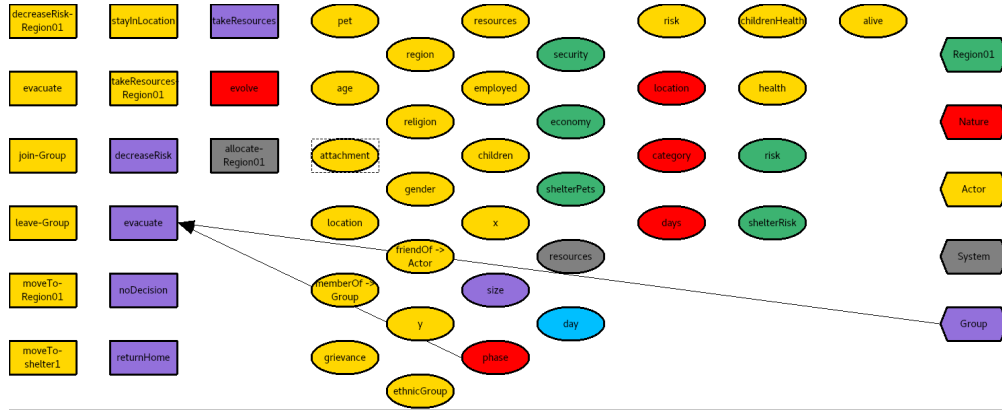 decreaseRisk-
Region01
stayInLocation
takeResources
pet
resources
risk
childrenHealth
alive
region
security
Region01
evacuate
takeResources-
Region01
evolve
age
employed
location
health
Nature
religion
economy
join-Group
decreaseRisk
allocate-
Region01
attachment
children
category
risk
Actor
gender
shelterPets
leave-Group
evacuate
location
x
days
shelterRisk
System
friendOf ->
Actor
resources
moveTo-
Region01
noDecision
memberOf ->
Group
size
y
day
Group
moveTo-
shelter1
returnHome
grievance
phase
ethnicGroup